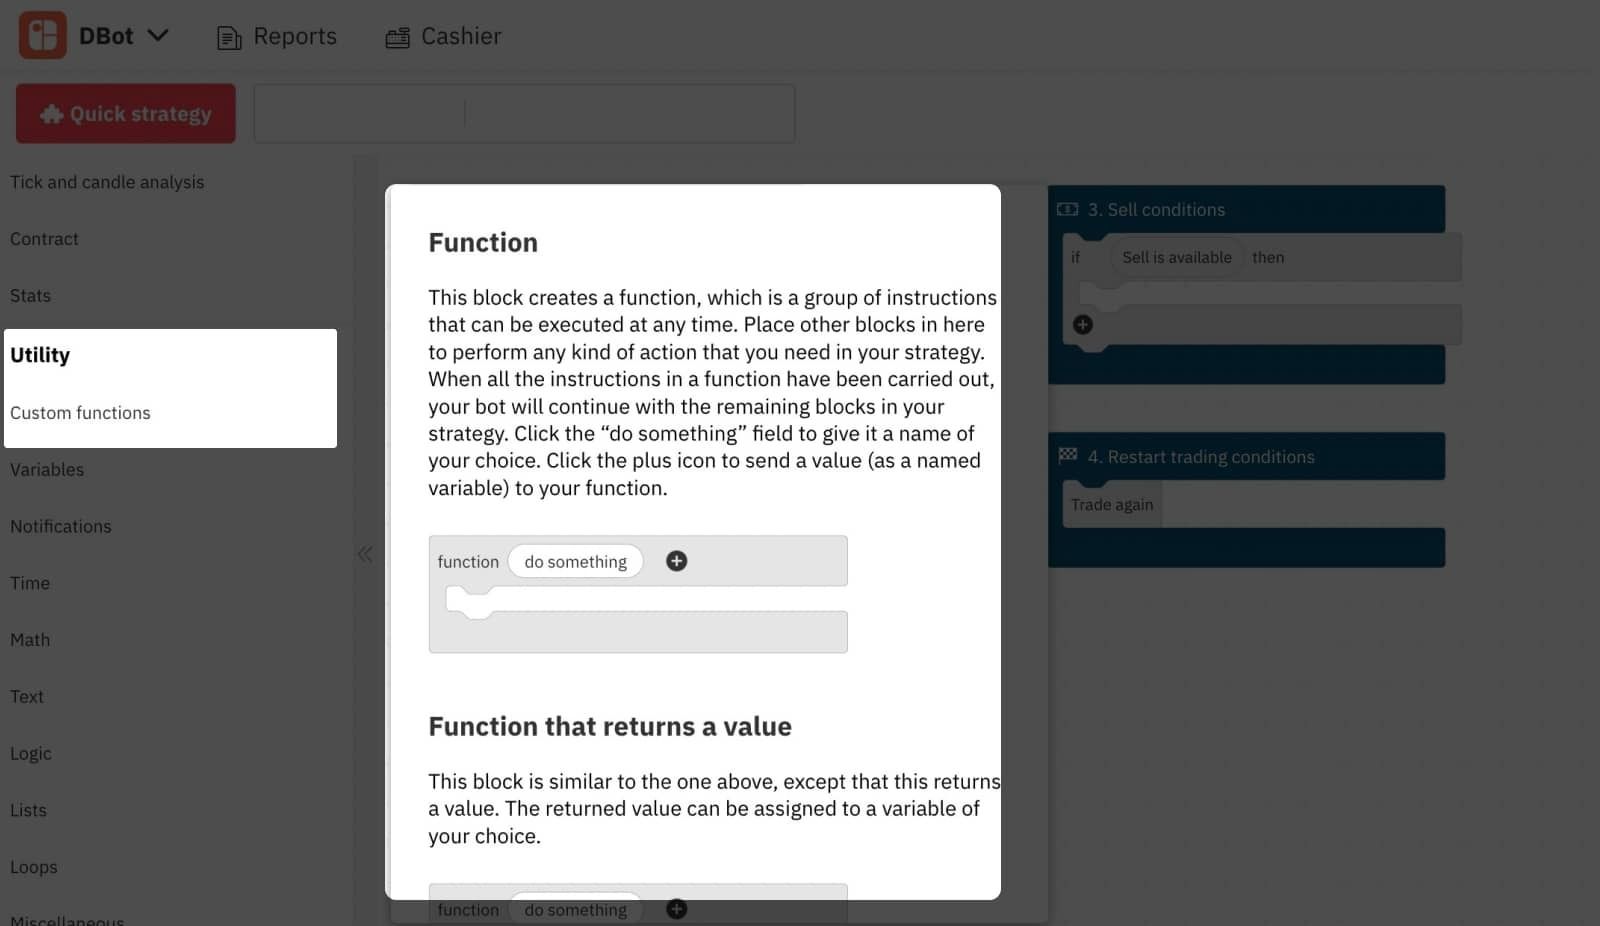 DBot
Reports
Cashier
Quick strategy
Tick and candle analysis
Contract
Stats
Utility
Custom functions
Variables
Notifications
Time
Math
Text
Logic
Lists
Loops
Miscellaneous
Function
This block creates a function, which is a group of instructions
that can be executed at any time. Place other blocks in here
to perform any kind of action that you need in your strategy.
When all the instructions in a function have been carried out,
your bot will continue with the remaining blocks in your
strategy. Click the “do something” field to give it a name of
your choice. Click the plus icon to send a value (as a named
variable) to your function.
function do something
Function that returns a value
This block is similar to the one above, except that this returns
a value. The returned value can be assigned to a variable of
your choice.
function do something
3. Sell conditions
if Sell is available then
4. Restart trading conditions
Trade again